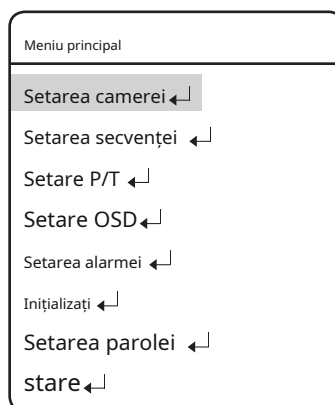 Meniu principal
Setarea camerei
Setarea secvenței
Setare P/T
Setare OSD
Setarea alarmei
Inițializați
Setarea parolei
stare